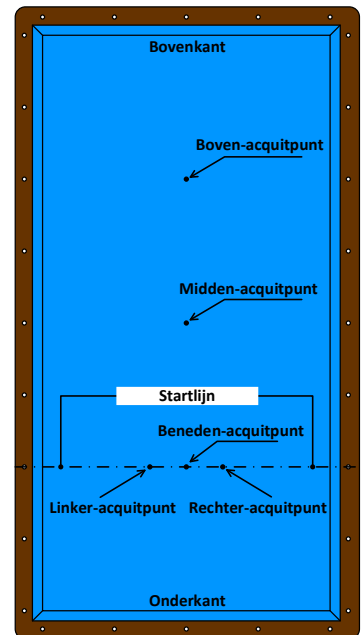 Bovenkant
Boven-acquitpunt
Midden-acquitpunt
Startlijn
Beneden-acquitpunt
Linker-acquitpunt Rechter-acquitpunt
Onderkant